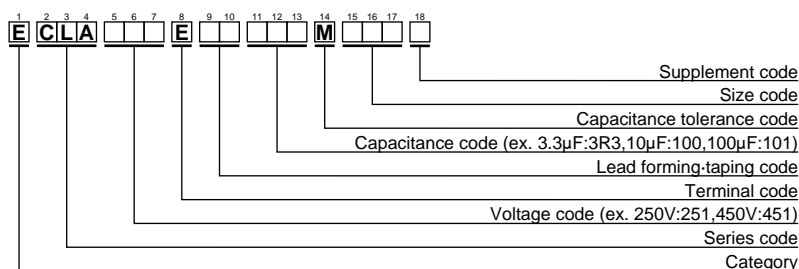 1 2 3 4 5 6 7 8 9 10 11 12 13 14 15 16 17 18
E C L A E M
Supplement code
Size code
Capacitance tolerance code
Capacitance code (ex. 3.3μF:3R3,10μF:100,100μF:101)
Lead forming·taping code
Terminal code
Voltage code (ex. 250V:251,450V:451)
Series code
Category